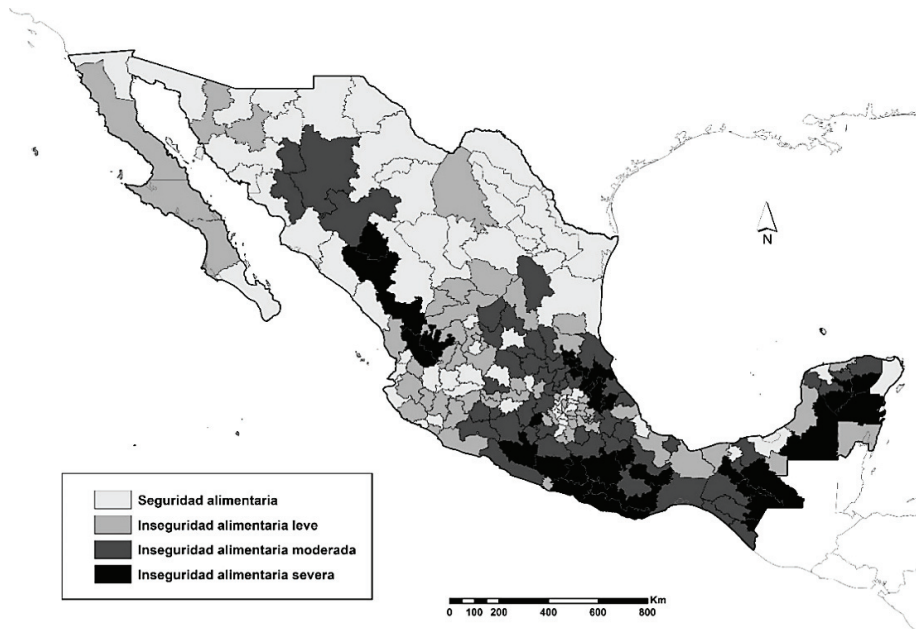 N
Seguridad alimentaria
Inseguridad alimentaria leve
Inseguridad alimentaria moderada
Inseguridad alimentaria severa
Km
0 100 200 400 600 800